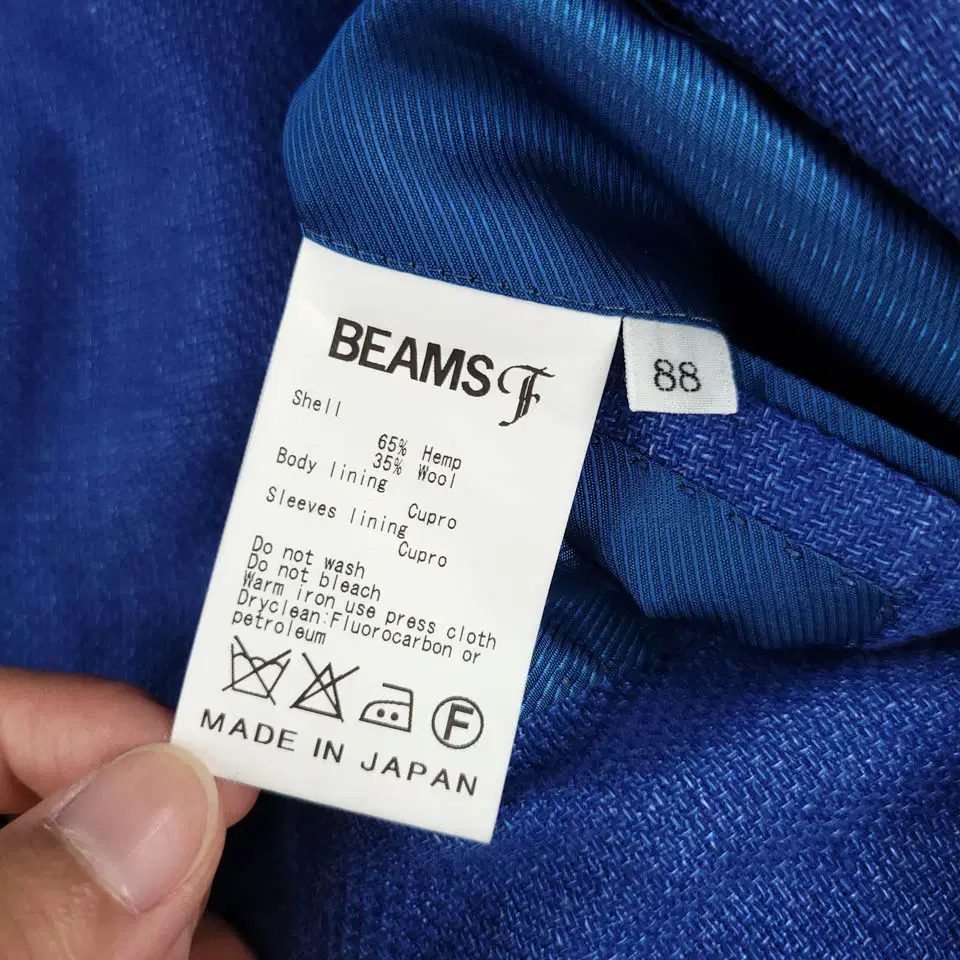 BEAMS F
88
Shell
65% Hemp
35% Wool
Body lining
Cupro
Sleeves lining
Cupro
Do not wash
Do not bleach
Warm iron use press cloth
Dryclean:Fluorocarbon or
petroleum
F
MADE IN JAPAN